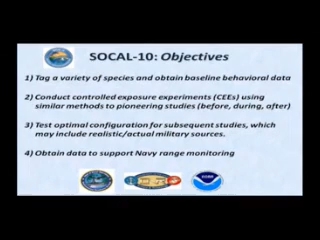 SOCAL-10: Objectives
1) Tag a variety of species and obtain baseline behavioral data
2) Conduct controlled exposure experiments (CEEs) using
similar methods to pioneering studies (before, during, after)
3) Test optimal configuration for subsequent studies, which
may include realistic/actual military sources.
4) Obtain data to support Navy range monitoring